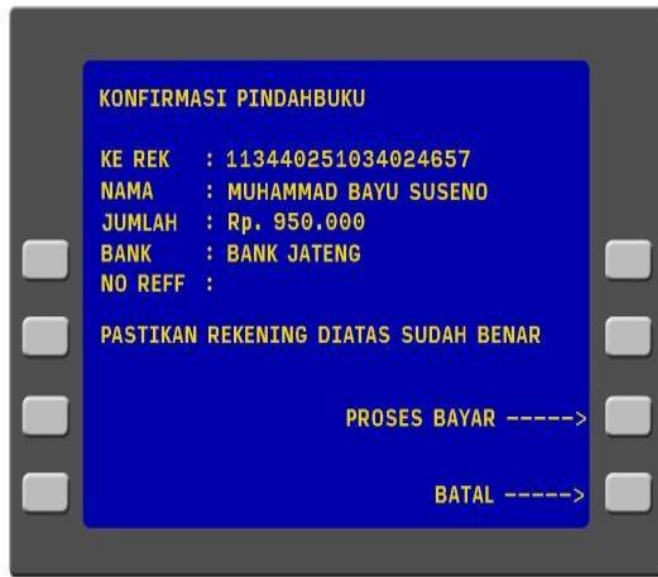 KONFIRMASI PINDAHBUKU
KE REK : 113440251034024657
NAMA : MUHAMMAD BAYU SUSENO
JUMLAH : Rp. 950.000
BANK : BANK JATENG
NO REFF :
PASTIKAN REKENING DIATAS SUDAH BENAR
PROSES BAYAR ----->
BATAL ----->